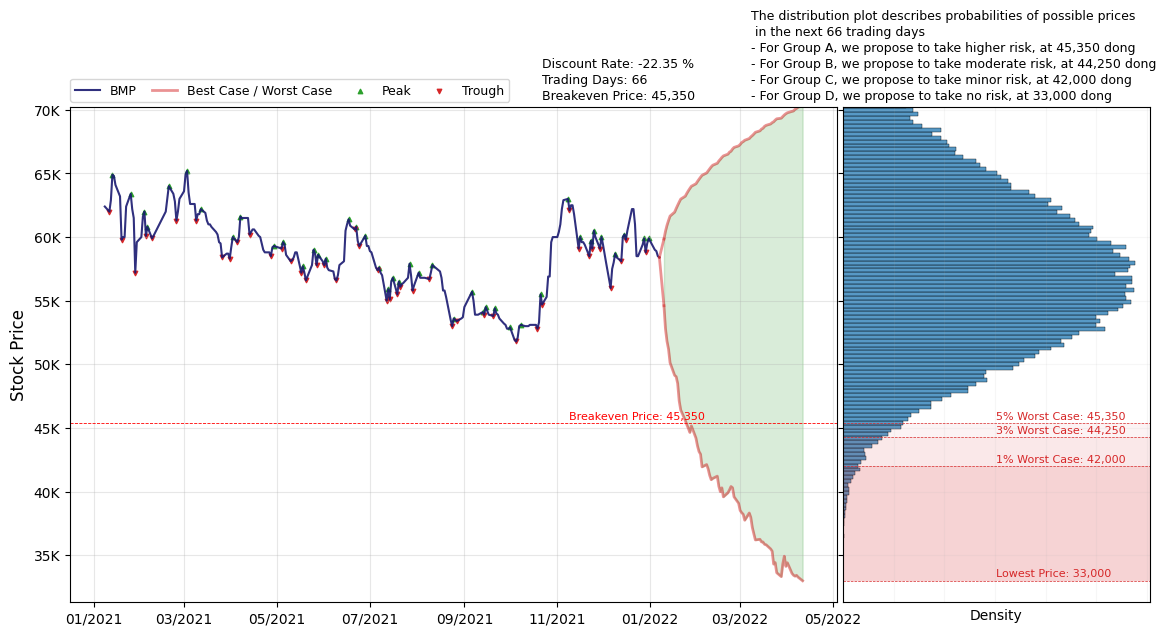 The distribution plot describes probabilities of possible prices
in the next 66 trading days
- For Group A, we propose to take higher risk, at 45,350 dong
- For Group B, we propose to take moderate risk, at 44,250 dong
- For Group C, we propose to take minor risk, at 42,000 dong
- For Group D, we propose to take no risk, at 33,000 dong
Discount Rate: -22.35 %
Trading Days: 66
Breakeven Price: 45,350
BMP
Best Case / Worst Case
Peak
Trough
Stock Price
70K
65K
60K
55K
50K
45K
40K
35K
Breakeven Price: 45,350
5% Worst Case: 45,350
3% Worst Case: 44,250
1% Worst Case: 42,000
Lowest Price: 33,000
01/2021
03/2021
05/2021
07/2021
09/2021
11/2021
01/2022
03/2022
05/2022
Density